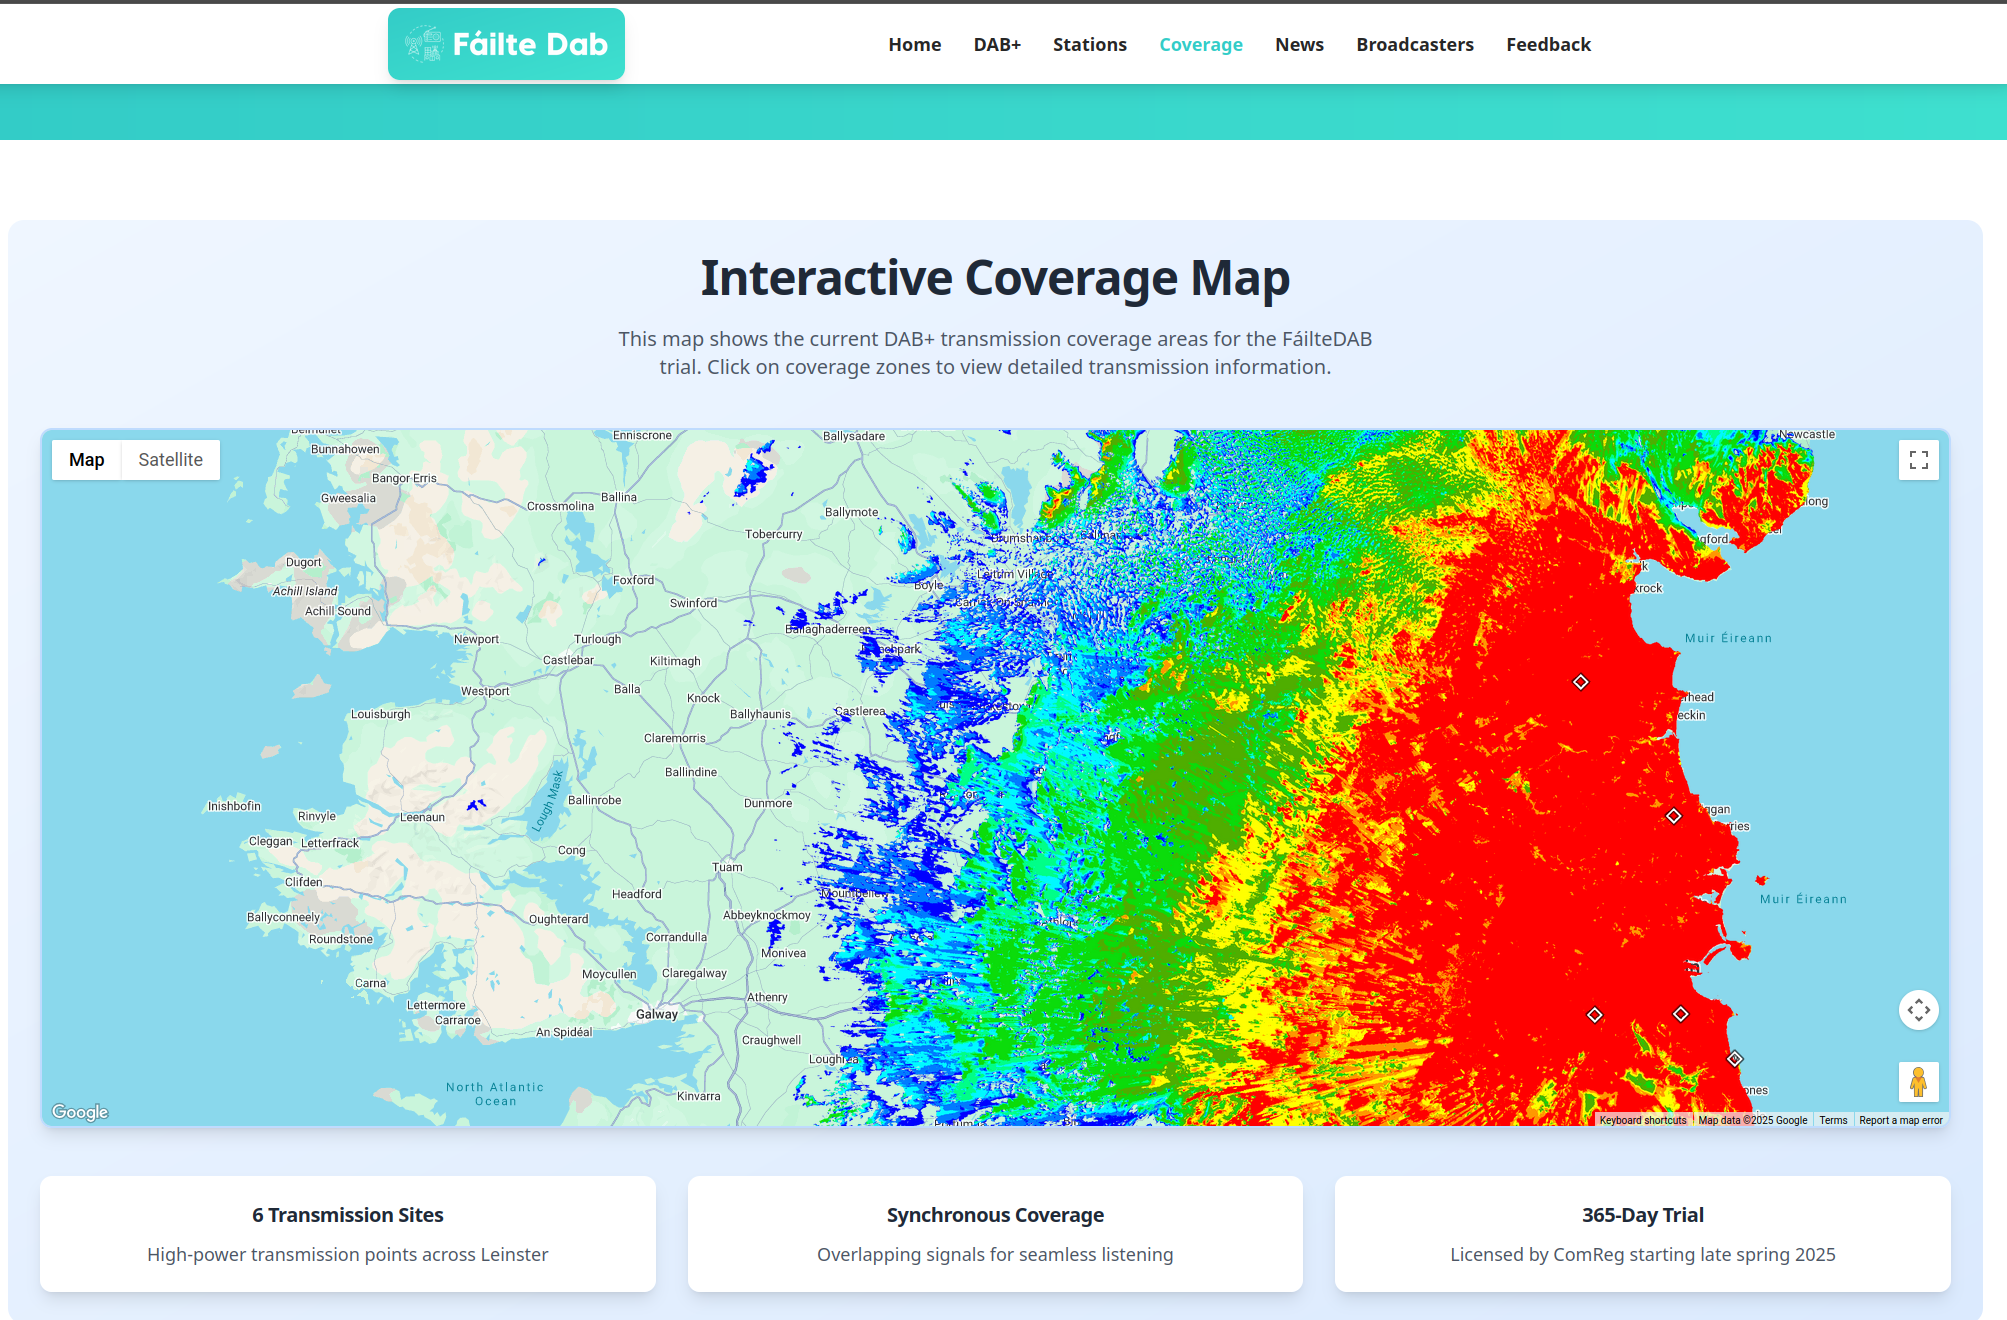 Fáilte Dab
Home
DAB+
Stations
Coverage
News
Broadcasters
Feedback
Interactive Coverage Map
This map shows the current DAB+ transmission coverage areas for the FáilteDAB
trial. Click on coverage zones to view detailed transmission information.
Map
Satellite
Enniscrone
Ballysadare
Newcastle
Bunnahowen
Bangor Erris
Gweesalia
Crossmolina
Ballina
Ballymote
Tobercurry
Dugort
Achill Island
Achill Sound
Foxford
Swinford
Boyle
Ballaghaderreen
Newport
Turlough
Castlebar
Kiltimagh
Muir Éireann
Westport
Balla
Knock
Louisburgh
Ballyhaunis
Castlerea
Claremorris
Ballindine
Lough Mask
Inishbofin
Rinvyle
Leenaun
Ballinrobe
Dunmore
Cleggan
Letterfrack
Cong
Tuam
Clifden
Headford
Muir Éireann
Ballyconneely
Oughterard
Abbeyknockmoy
Roundstone
Corrandulla
Monivea
Carna
Moycullen
Claregalway
Athenry
Lettermore
Carraroe
Galway
An Spidéal
Craughwell
Loughrea
North Atlantic
Ocean
Kinvarra
Google
Keyboard shortcuts
Map data ©2025 Google
Terms
Report a map error
6 Transmission Sites
High-power transmission points across Leinster
Synchronous Coverage
Overlapping signals for seamless listening
365-Day Trial
Licensed by ComReg starting late spring 2025